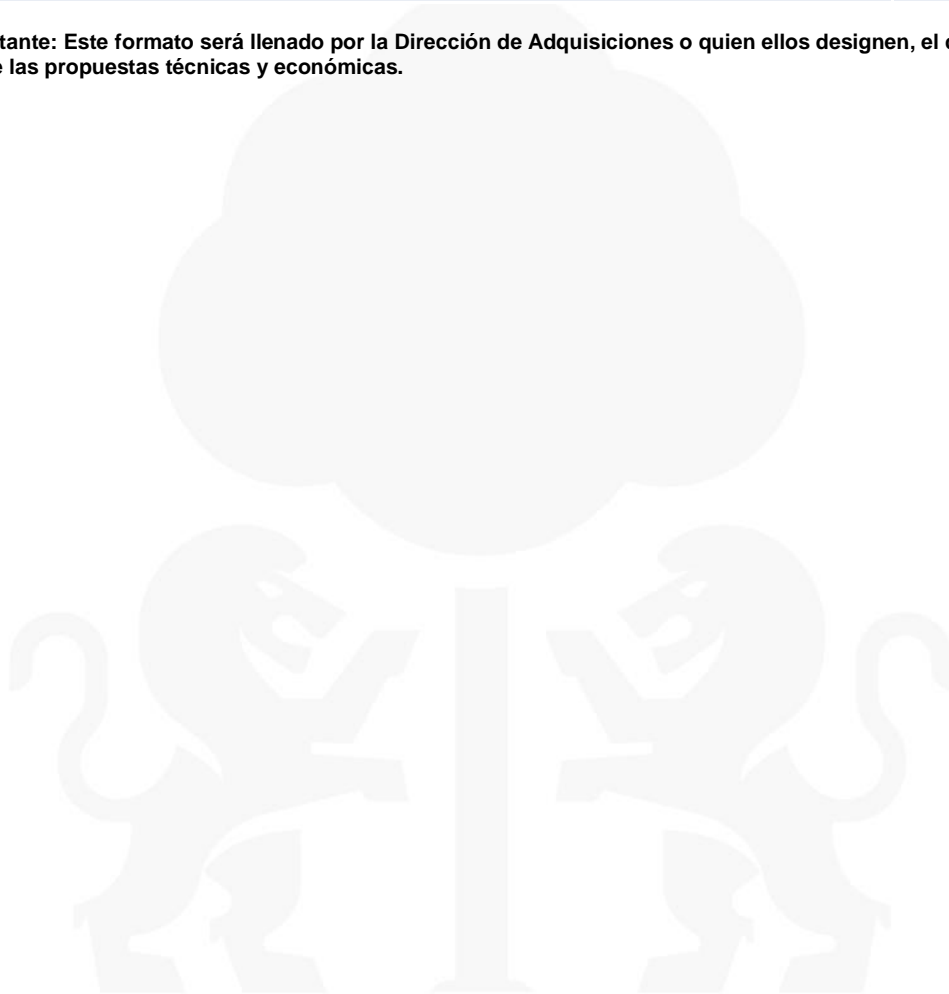 tante: Este formato será llenado por la Dirección de Adquisiciones o quien ellos designen, el
las propuestas técnicas y económicas.